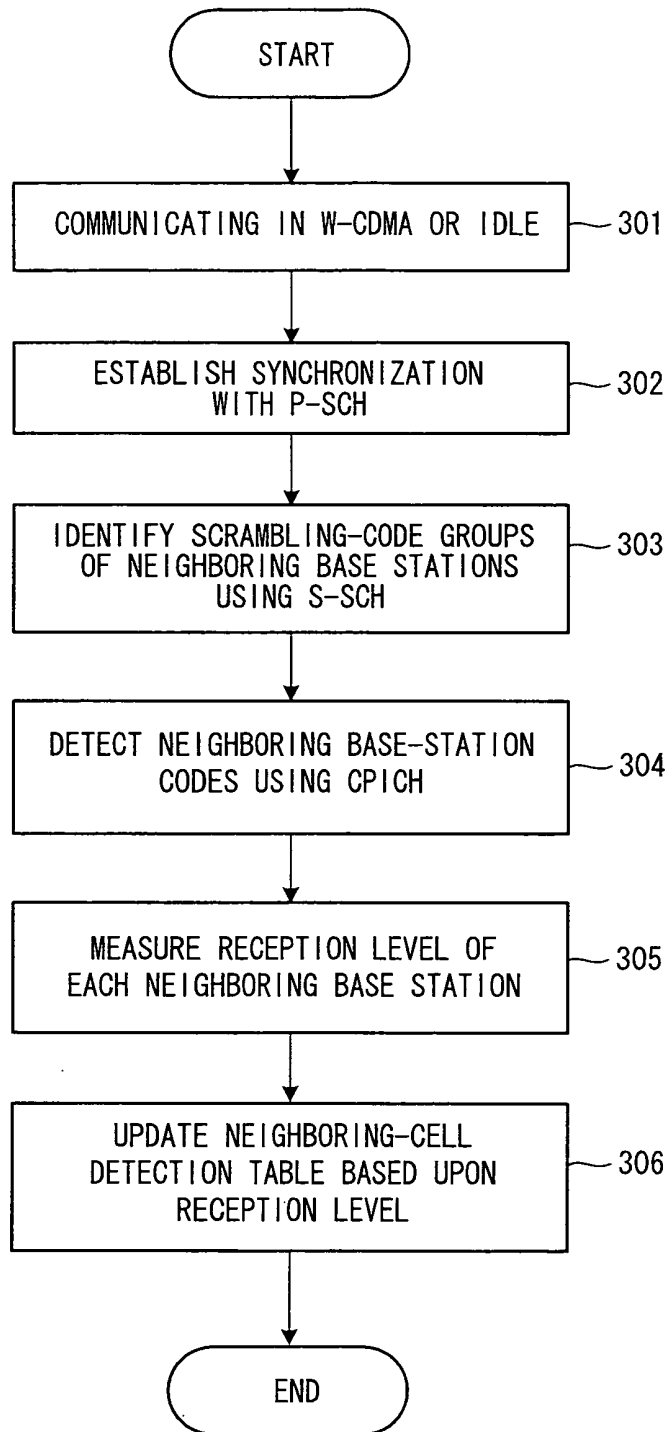 START
COMMUNICATING IN W-CDMA OR IDLE
301
ESTABLISH SYNCHRONIZATION
WITH P-SCH
302
IDENTIFY SCRAMBLING-CODE GROUPS
OF NEIGHBORING BASE STATIONS
USING S-SCH
303
DETECT NEIGHBORING BASE-STATION
CODES USING CPICH
304
MEASURE RECEPTION LEVEL OF
EACH NEIGHBORING BASE STATION
305
UPDATE NEIGHBORING-CELL
DETECTION TABLE BASED UPON
RECEPTION LEVEL
306
END